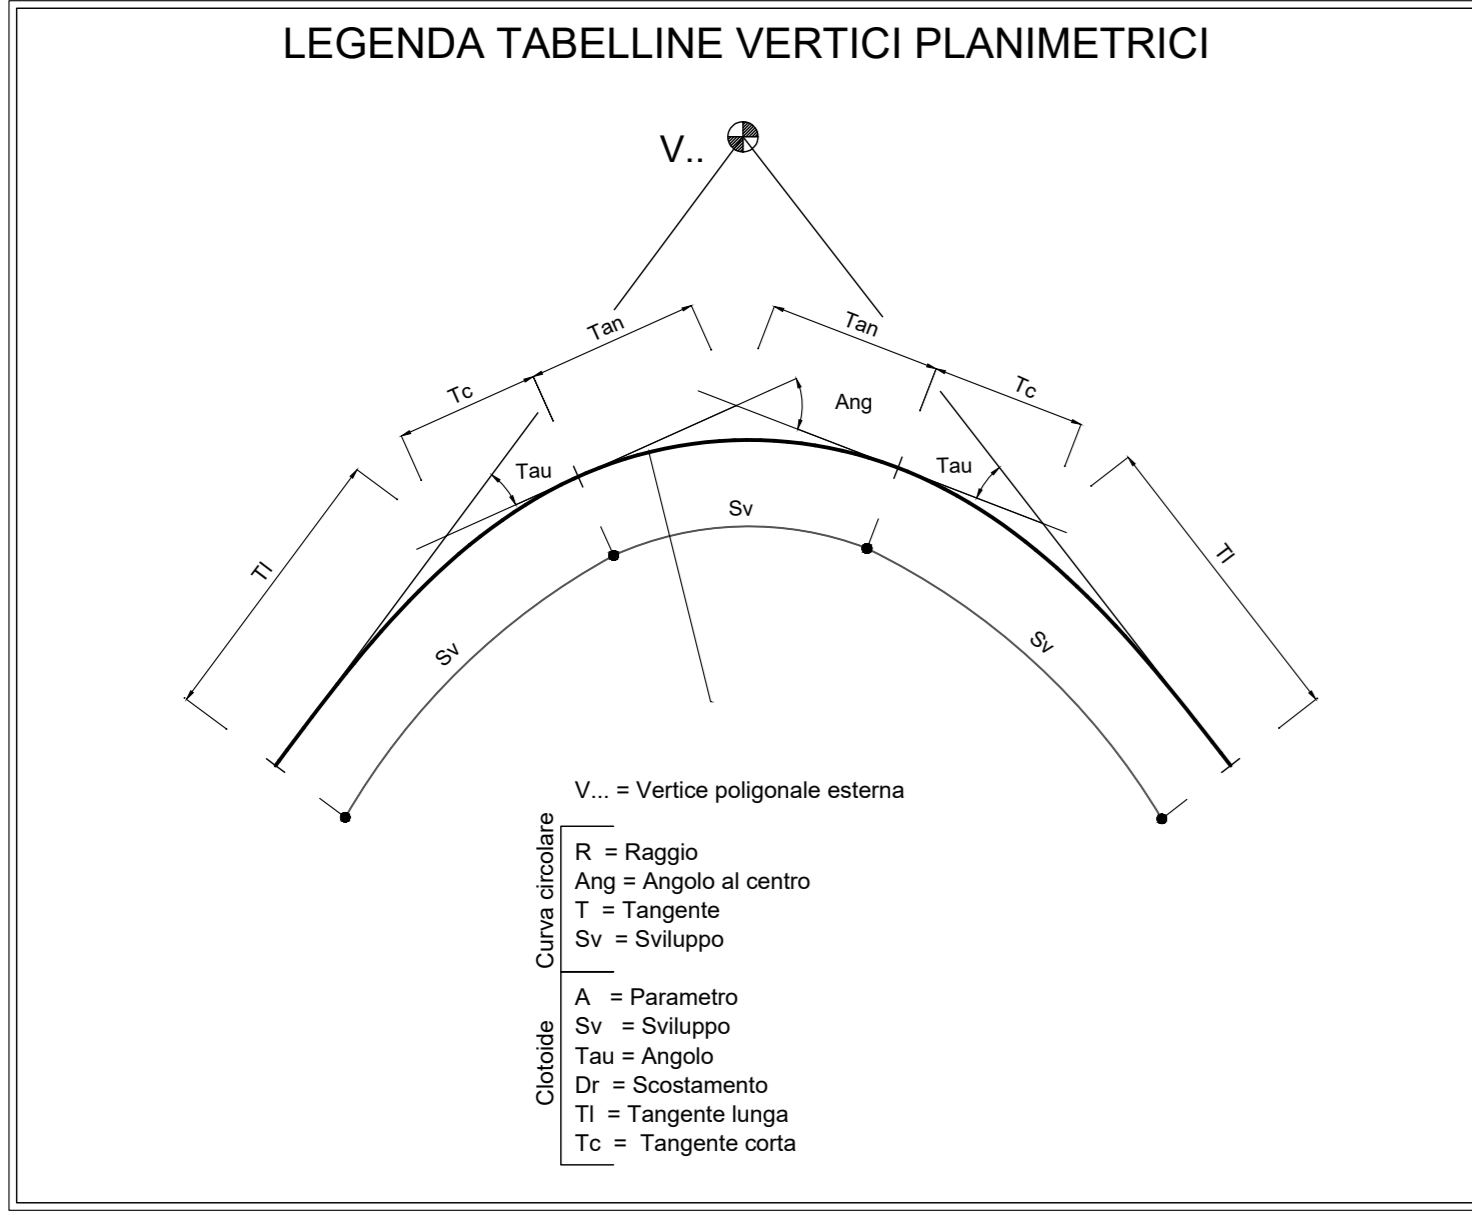 LEGENDA TABELLINE VERTICI PLANIMETRICI
V..
Tan
Tan
Tc
Tc
Ang
Tau
Tau
Sv
Tl
Tl
Sv
Sv
V... = Vertice poligonale esterna
Curva circolare
R = Raggio
Ang = Angolo al centro
T = Tangente
Sv = Sviluppo
Clotoide
A = Parametro
Sv = Sviluppo
Tau = Angolo
Dr = Scostamento
Tl = Tangente lunga
Tc = Tangente corta